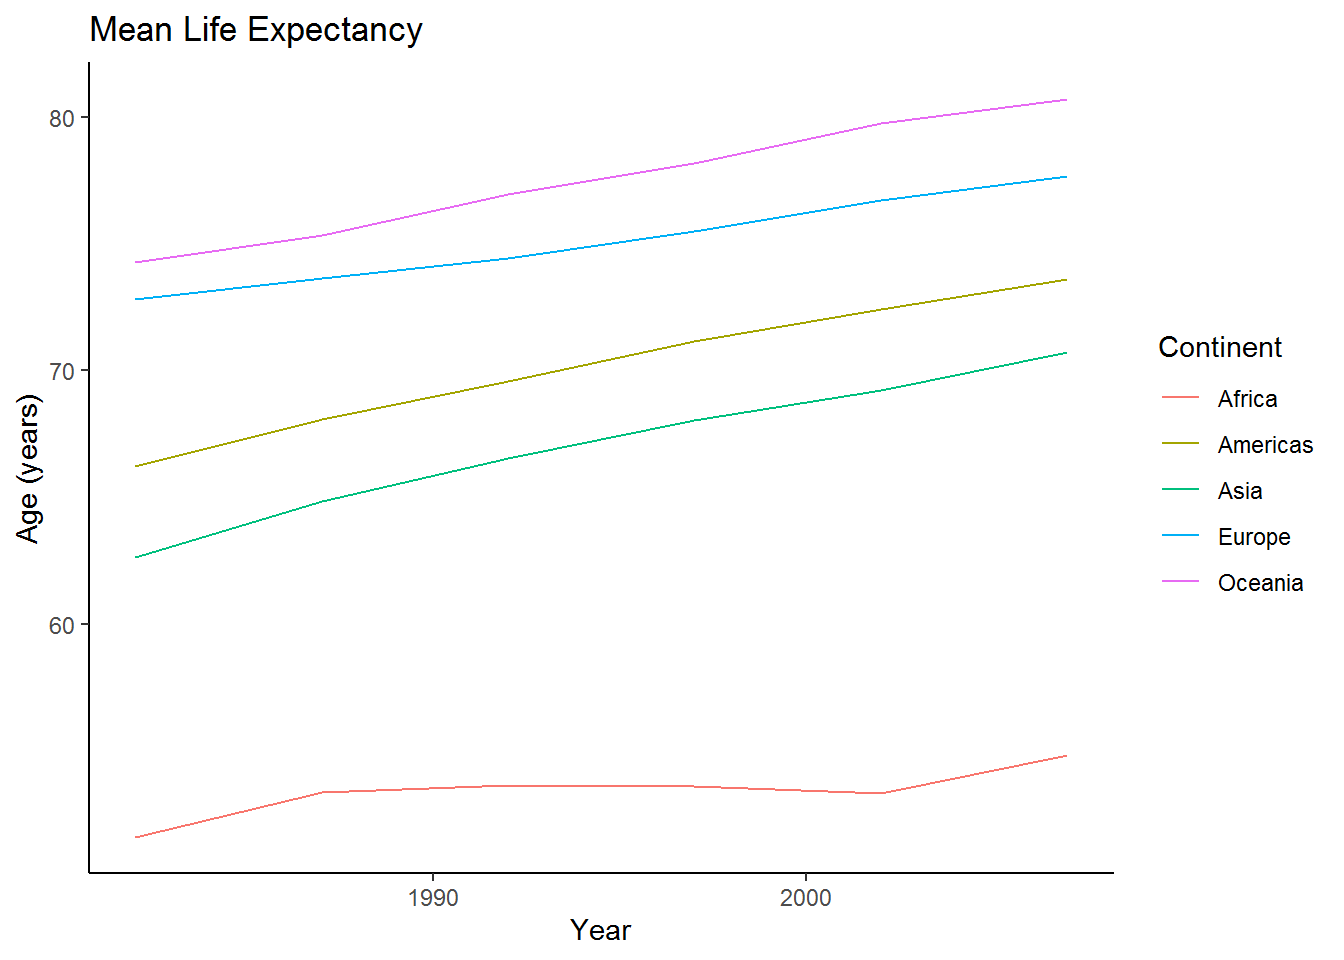 Mean Life Expectancy
80
70
60
Age (years)
1990
2000
Year
Continent
Africa
Americas
Asia
Europe
Oceania